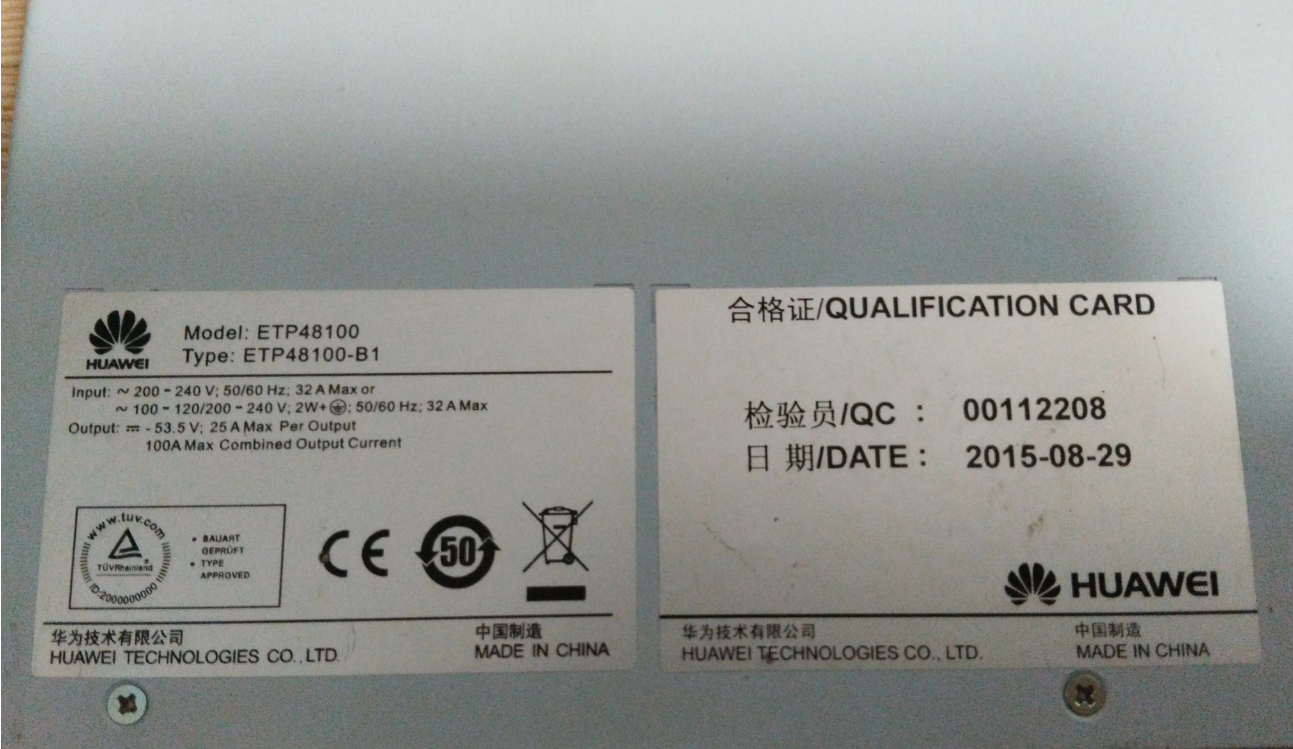 HUAWEI
Model: ETP48100
Type: ETP48100-B1
Input: ~ 200 - 240 V; 50/60 Hz; 32 A Max or
~ 100 - 120/200 - 240 V; 2W+⏚; 50/60 Hz; 32 A Max
Output: ⎓ - 53.5 V; 25 A Max Per Output
100A Max Combined Output Current
www.tuv.com
TÜVRheinland®
ID:2000000000
• BAUART
GEPRÜFT
• TYPE
APPROVED
CE
50
华为技术有限公司
HUAWEI TECHNOLOGIES CO., LTD.
中国制造
MADE IN CHINA
合格证/QUALIFICATION CARD
检验员/QC : 00112208
日 期/DATE : 2015-08-29
HUAWEI
华为技术有限公司
HUAWEI TECHNOLOGIES CO., LTD.
中国制造
MADE IN CHINA